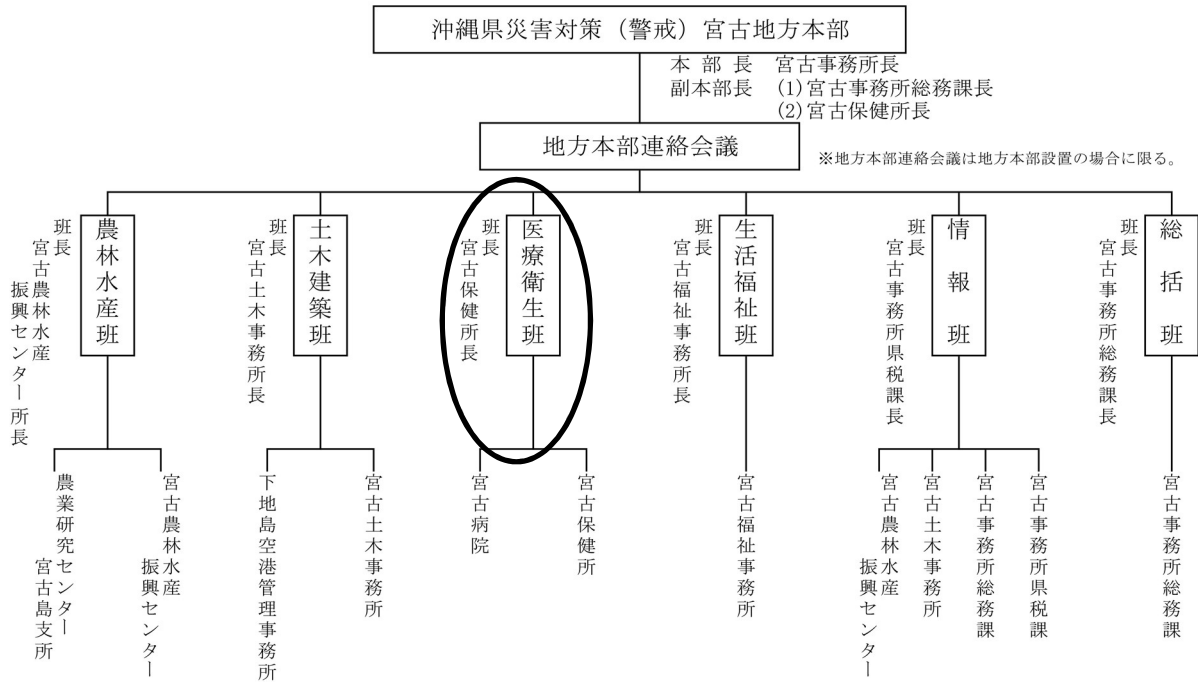 沖縄県災害対策（警戒）宮古地方本部
本部長　宮古事務所長
副本部長　(1)宮古事務所総務課長
(2)宮古保健所長
地方本部連絡会議
※地方本部連絡会議は地方本部設置の場合に限る。
総括班
班長
宮古事務所総務課長
情報班
班長
宮古事務所県税課長
生活福祉班
班長
宮古福祉事務所長
医療衛生班
班長
宮古保健所長
土木建築班
班長
宮古土木事務所長
農林水産班
班長
宮古農林水産
振興センター所長
宮古事務所総務課
宮古事務所県税課
宮古事務所総務課
宮古土木事務所
宮古農林水産
振興センター
宮古福祉事務所
宮古保健所
宮古病院
宮古土木事務所
下地島空港管理事務所
宮古農林水産
振興センター
農業研究センター
宮古島支所